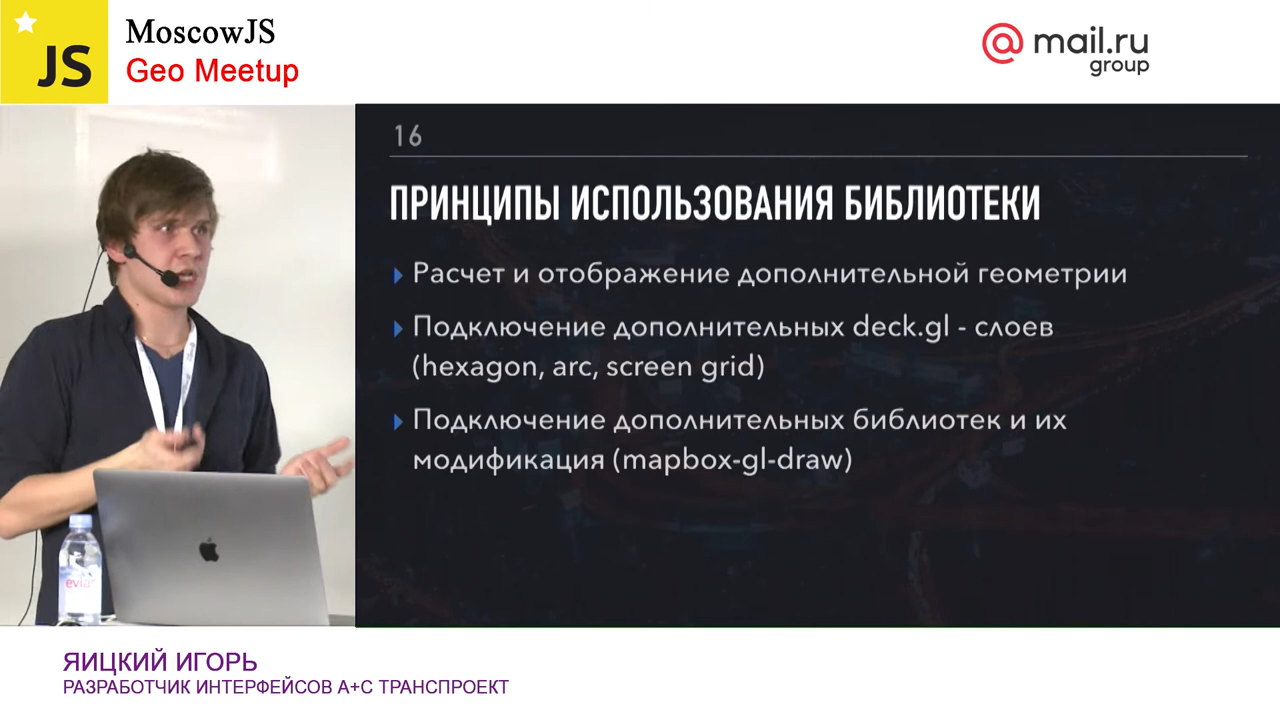 JS
MoscowJS
Geo Meetup
@mail.ru
group
16
ПРИНЦИПЫ ИСПОЛЬЗОВАНИЯ БИБЛИОТЕКИ
Расчет и отображение дополнительной геометрии
Подключение дополнительных deck.gl - слоев
(hexagon, arc, screen grid)
Подключение дополнительных библиотек и их
модификация (mapbox-gl-draw)
evian
ЯИЦКИЙ ИГОРЬ
РАЗРАБОТЧИК ИНТЕРФЕЙСОВ А+С ТРАНСПРОЕКТ